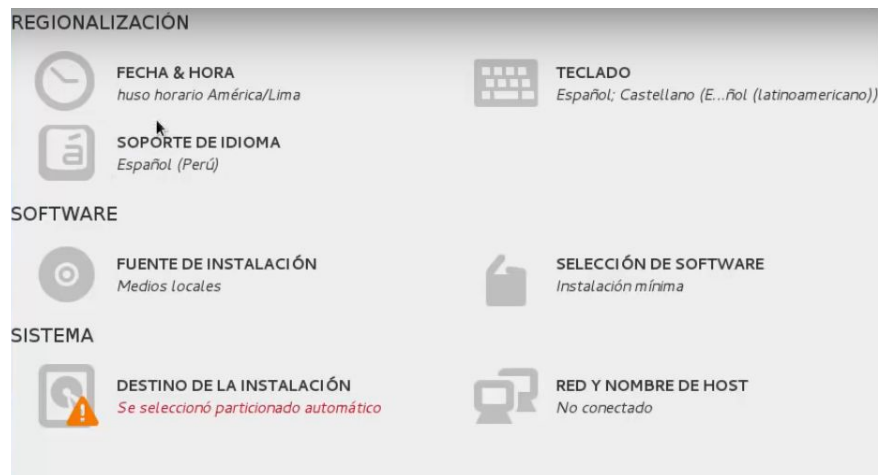 REGIONALIZACIÓN
FECHA & HORA
huso horario América/Lima
TECLADO
Español; Castellano (E...ñol (latinoamericano))
SOPORTE DE IDIOMA
Español (Perú)
SOFTWARE
FUENTE DE INSTALACIÓN
Medios locales
SELECCIÓN DE SOFTWARE
Instalación mínima
SISTEMA
DESTINO DE LA INSTALACIÓN
Se seleccionó particionado automático
RED Y NOMBRE DE HOST
No conectado